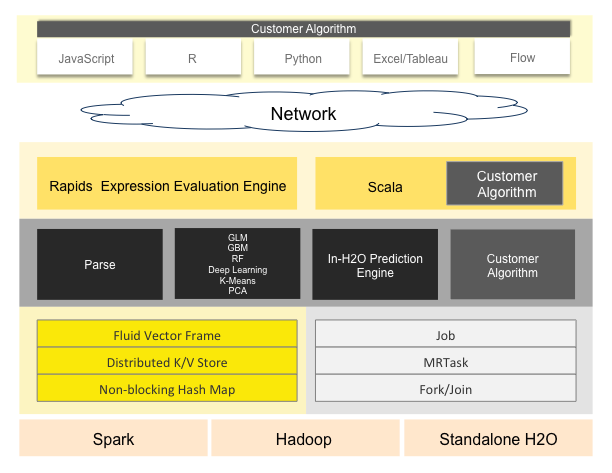 Customer Algorithm
JavaScript
R
Python
Excel/Tableau
Flow
Network
Rapids Expression Evaluation Engine
Scala
Customer
Algorithm
Parse
GLM
GBM
RF
Deep Learning
K-Means
PCA
In-H2O Prediction
Engine
Customer
Algorithm
Fluid Vector Frame
Distributed K/V Store
Non-blocking Hash Map
Job
MRTask
Fork/Join
Spark
Hadoop
Standalone H2O